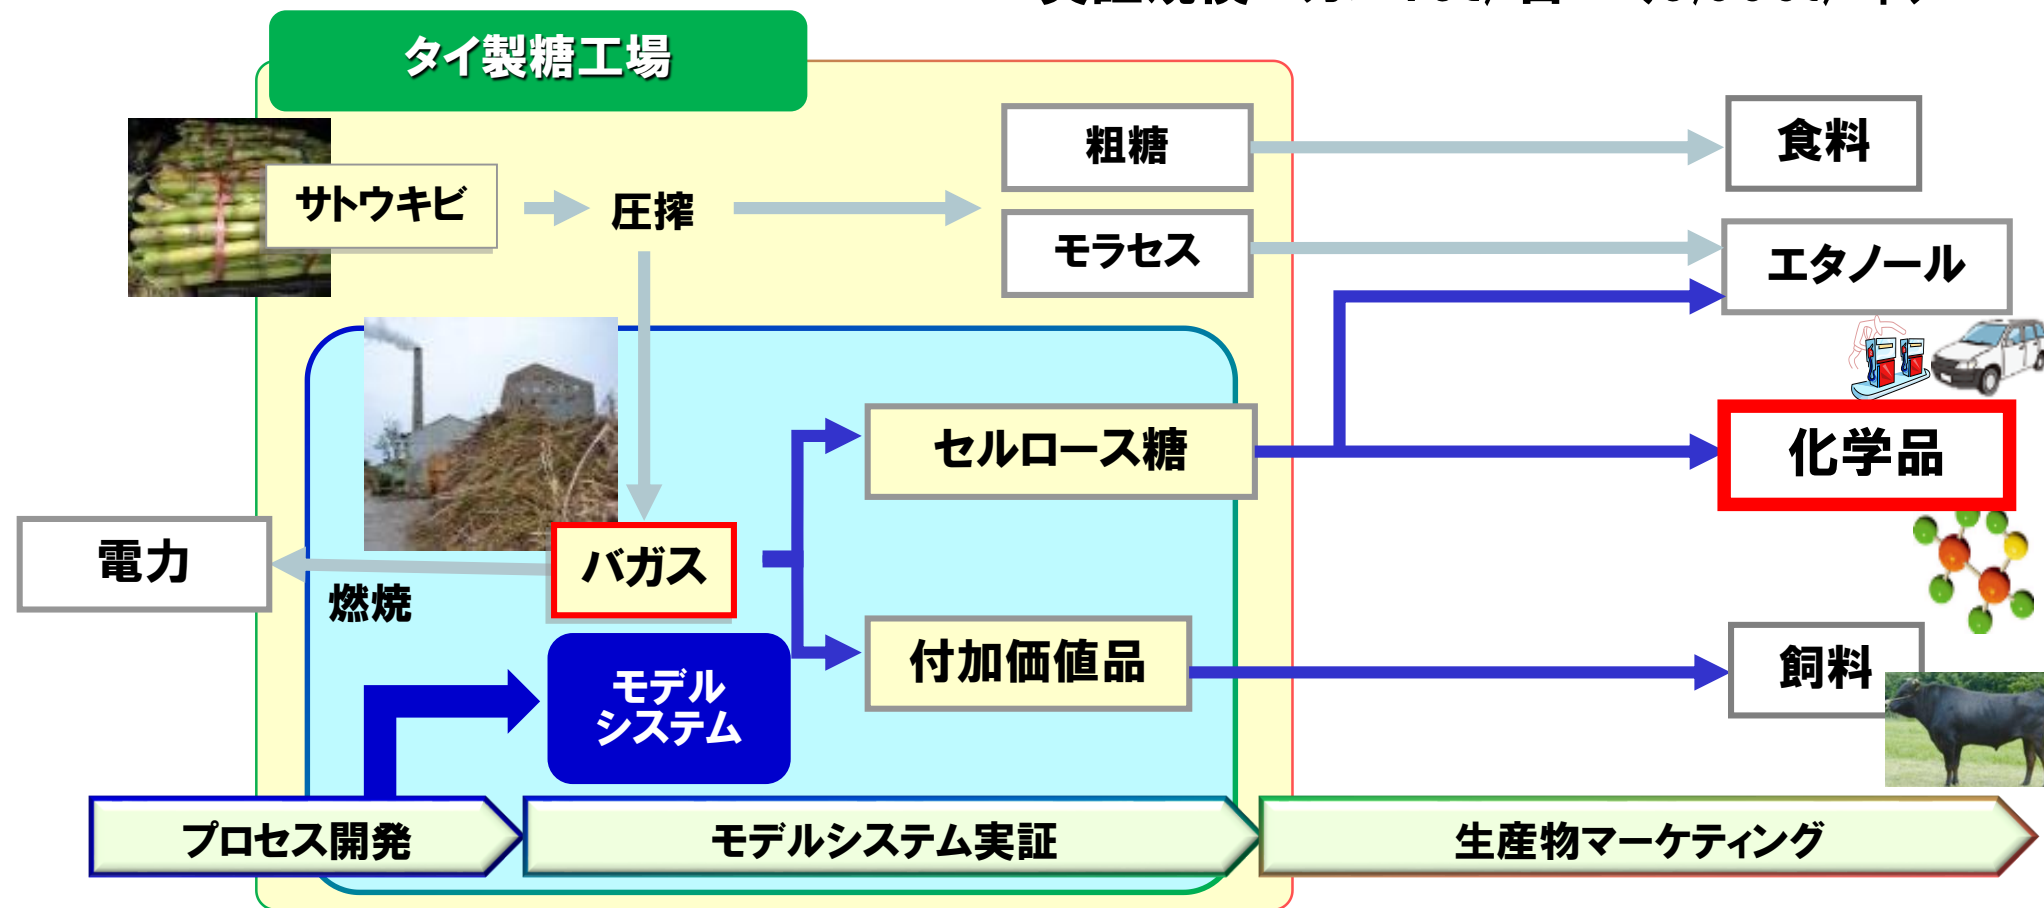 タイ製糖工場
粗糖
食料
サトウキビ
圧搾
モラセス
エタノール
セルロース糖
化学品
電力
バガス
燃焼
付加価値品
飼料
モデル
システム
プロセス開発
モデルシステム実証
生産物マーケティング